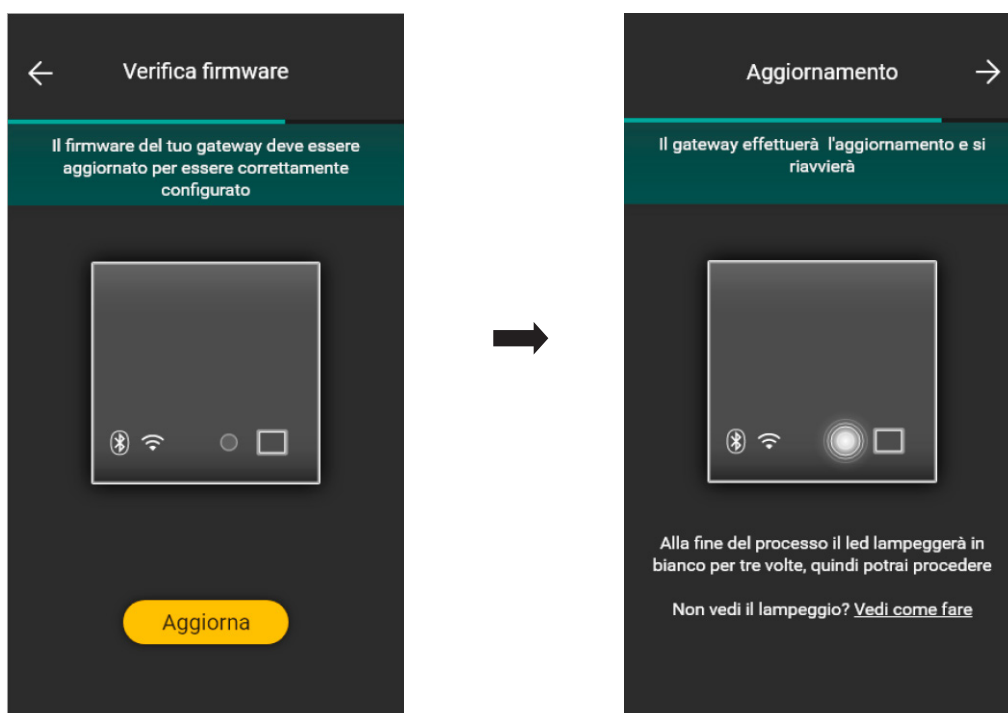 Verifica firmware
Il firmware del tuo gateway deve essere
aggiornato per essere correttamente
configurato
Aggiorna
Aggiornamento
Il gateway effettuerà l'aggiornamento e si
riavvierà
Alla fine del processo il led lampeggerà in
bianco per tre volte, quindi potrai procedere
Non vedi il lampeggio? Vedi come fare